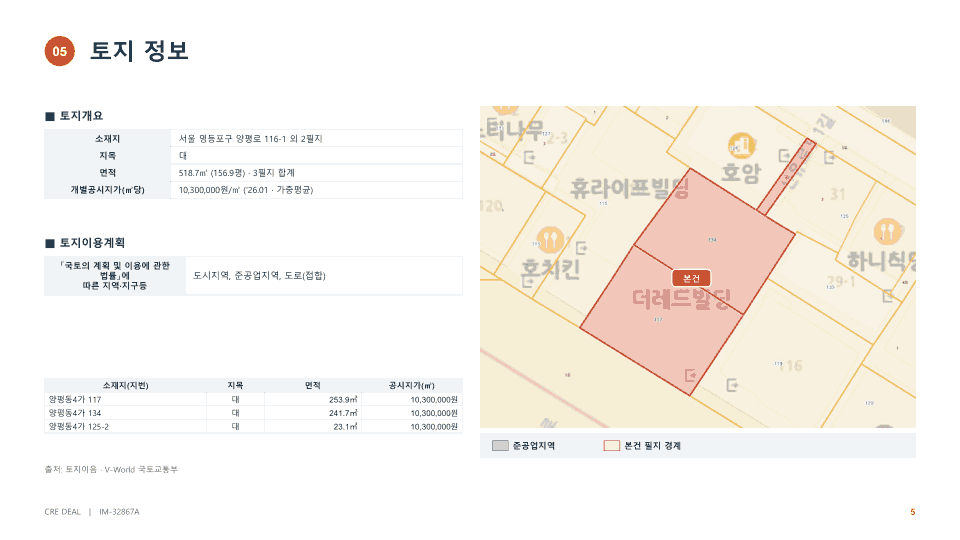 05 토지 정보
■ 토지개요
소재지 서울 영등포구 양평로 116-1 외 2필지
지목 대
면적 518.7㎡ (156.9평) · 3필지 합계
개별공시지가(㎡당) 10,300,000원/㎡ ('26.01 · 가중평균)
■ 토지이용계획
「국토의 계획 및 이용에 관한
법률」에
따른 지역·지구등
도시지역, 준공업지역, 도로(접합)
소재지(지번) 지목 면적 공시지가(㎡)
양평동4가 117 대 253.9㎡ 10,300,000원
양평동4가 134 대 241.7㎡ 10,300,000원
양평동4가 125-2 대 23.1㎡ 10,300,000원
출처: 토지이음 · V-World 국토교통부
호암
휴라이프빌딩
31
120
호치킨
134
본건
더레드빌딩
117
29-1
116
준공업지역
본건 필지 경계
CRE DEAL | IM-32867A
5